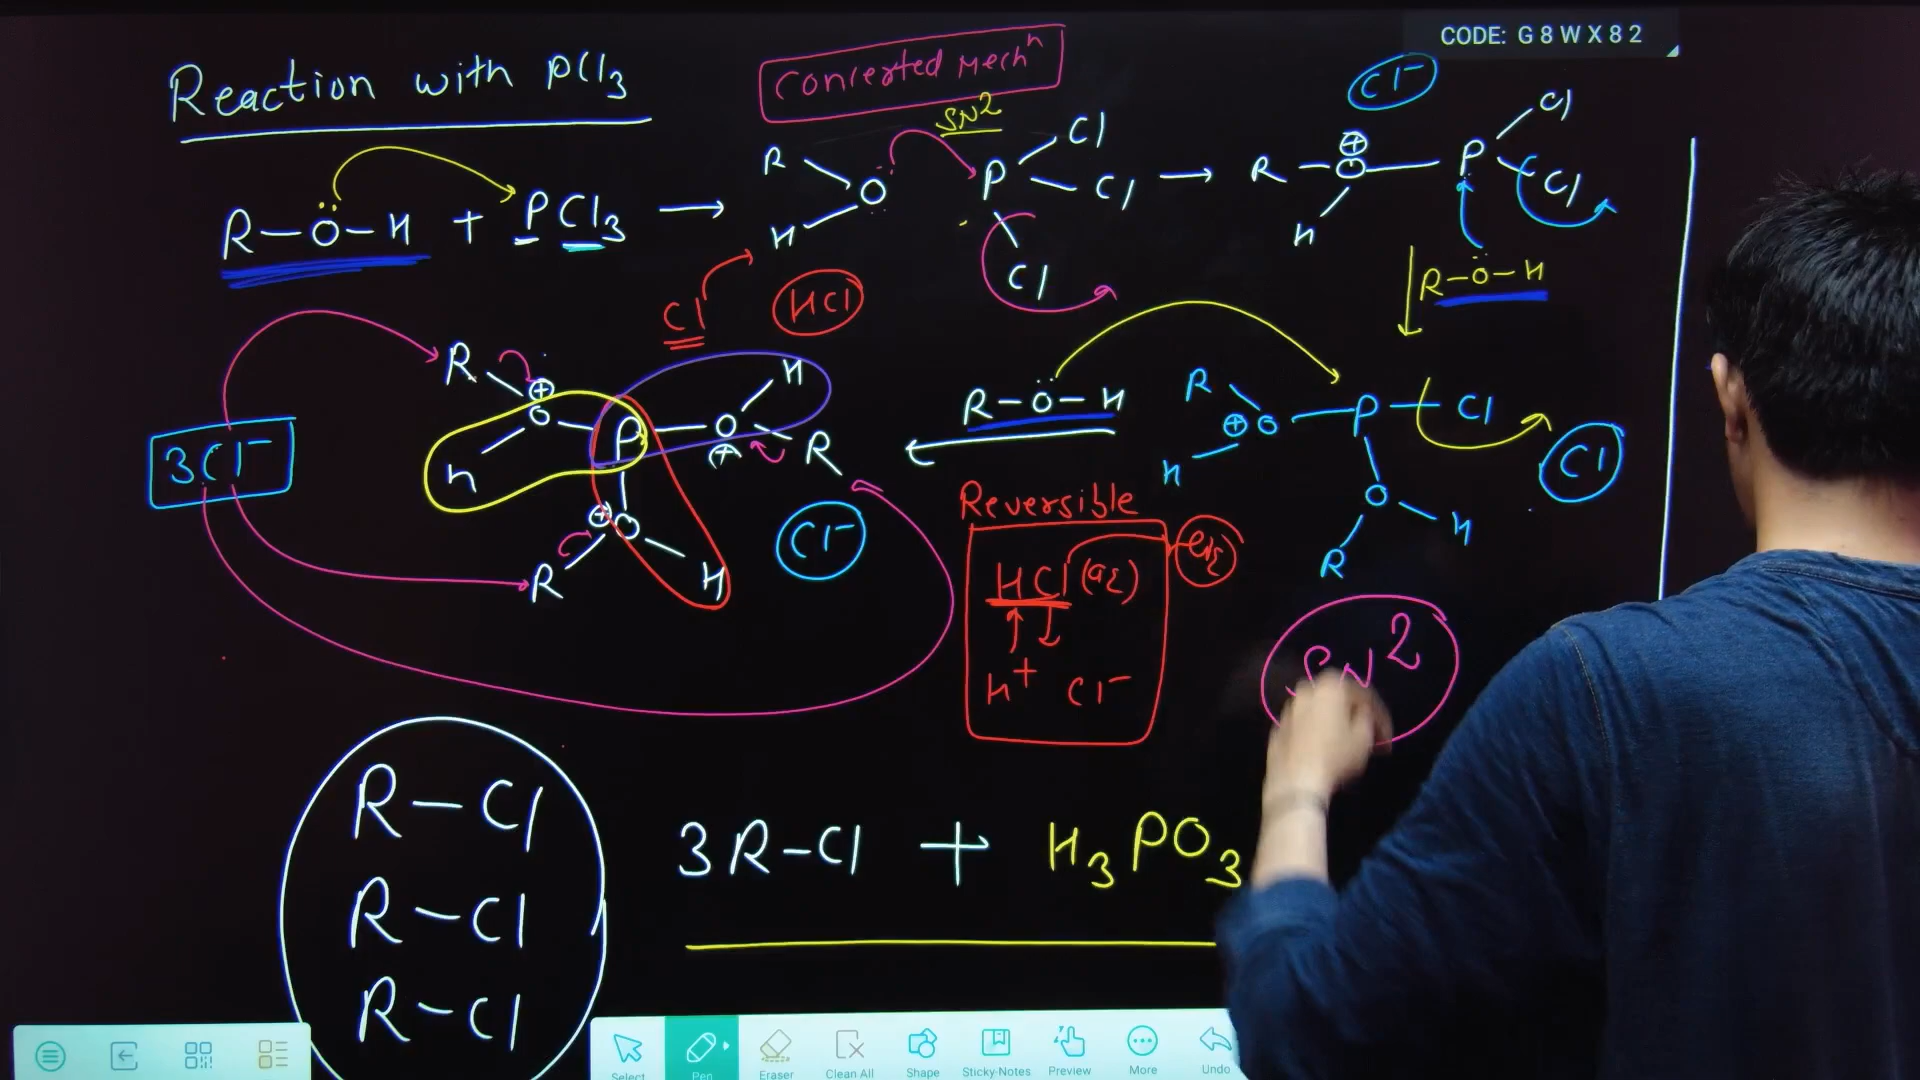 CODE: G8WX82
Reaction with PCl3
Concerted Mechn
SN2
R-Ö-H + PCl3 →
R
H
O
P
Cl
Cl
Cl
→
Cl-
R-O-P
⊕
H
Cl
Cl
R-Ö-H
Cl
HCl
3Cl-
R
⊕
O
H
P
O
⊕
H
R
⊕
O
R
H
Cl-
R-Ö-H
R
⊕ O
H
P
Cl
O
H
R
Cl
Reversible
HCl (aq)
H+ Cl-
SN2
R-Cl
R-Cl
R-Cl
3R-Cl + H3PO3
Select
Pen
Eraser
Clean All
Shape
Sticky Notes
Preview
More
Undo